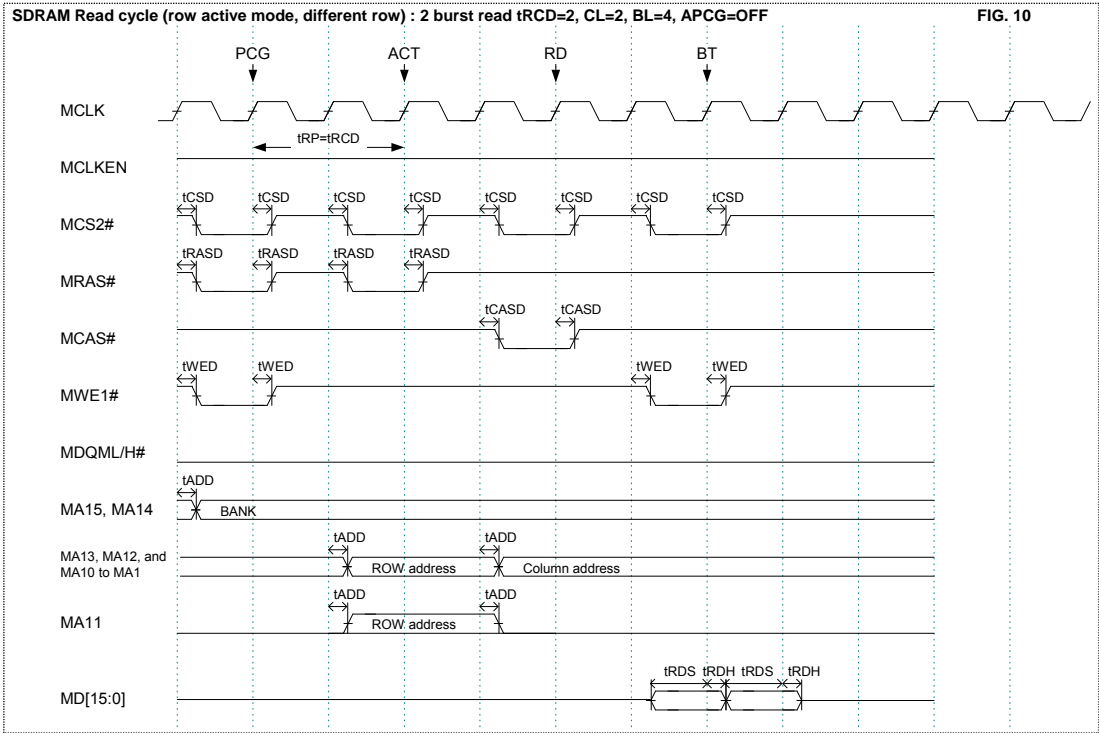 SDRAM Read cycle (row active mode, different row) : 2 burst read tRCD=2, CL=2, BL=4, APCG=OFF FIG. 10
PCG ACT RD BT
MCLK
tRP=tRCD
MCLKEN
tCSD tCSD tCSD tCSD tCSD tCSD tCSD tCSD
MCS2#
tRASD tRASD tRASD tRASD
MRAS#
tCASD tCASD
MCAS#
tWED tWED tWED tWED
MWE1#
MDQML/H#
tADD
MA15, MA14 BANK
tADD tADD
MA13, MA12, and
MA10 to MA1
ROW address Column address
tADD tADD
MA11 ROW address
tRDS tRDH tRDS tRDH
MD[15:0]